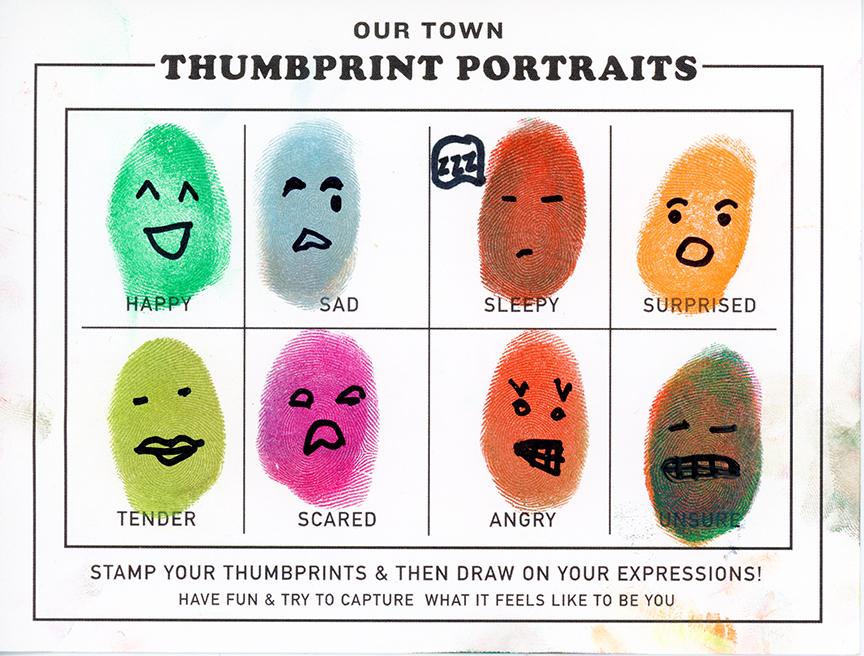 OUR TOWN
THUMBPRINT PORTRAITS
ZZZ
HAPPY SAD SLEEPY SURPRISED
TENDER SCARED ANGRY UNSURE
STAMP YOUR THUMBPRINTS & THEN DRAW ON YOUR EXPRESSIONS!
HAVE FUN & TRY TO CAPTURE WHAT IT FEELS LIKE TO BE YOU